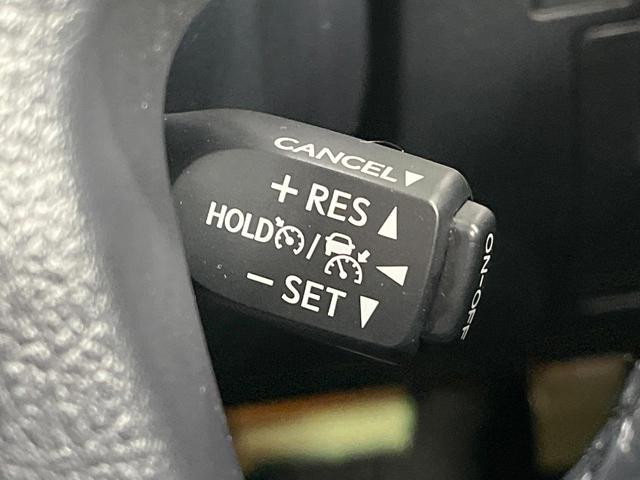 CANCEL▼
+ RES ▲
HOLD / ◀
− SET ▼
ON-OFF